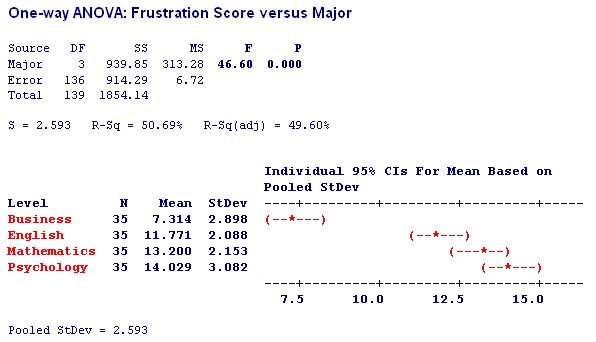 One-way ANOVA: Frustration Score versus Major
Source DF SS MS F P
Major 3 939.85 313.28 46.60 0.000
Error 136 914.29 6.72
Total 139 1854.14
S = 2.593 R-Sq = 50.69% R-Sq(adj) = 49.60%
Individual 95% CIs For Mean Based on
Pooled StDev
Level N Mean StDev -----+---------+---------+---------+-----
Business 35 7.314 2.898 (--*---)
English 35 11.771 2.088 (--*---)
Mathematics 35 13.200 2.153 (---*--)
Psychology 35 14.029 3.082 (--*---)
-----+---------+---------+---------+-----
7.5 10.0 12.5 15.0
Pooled StDev = 2.593